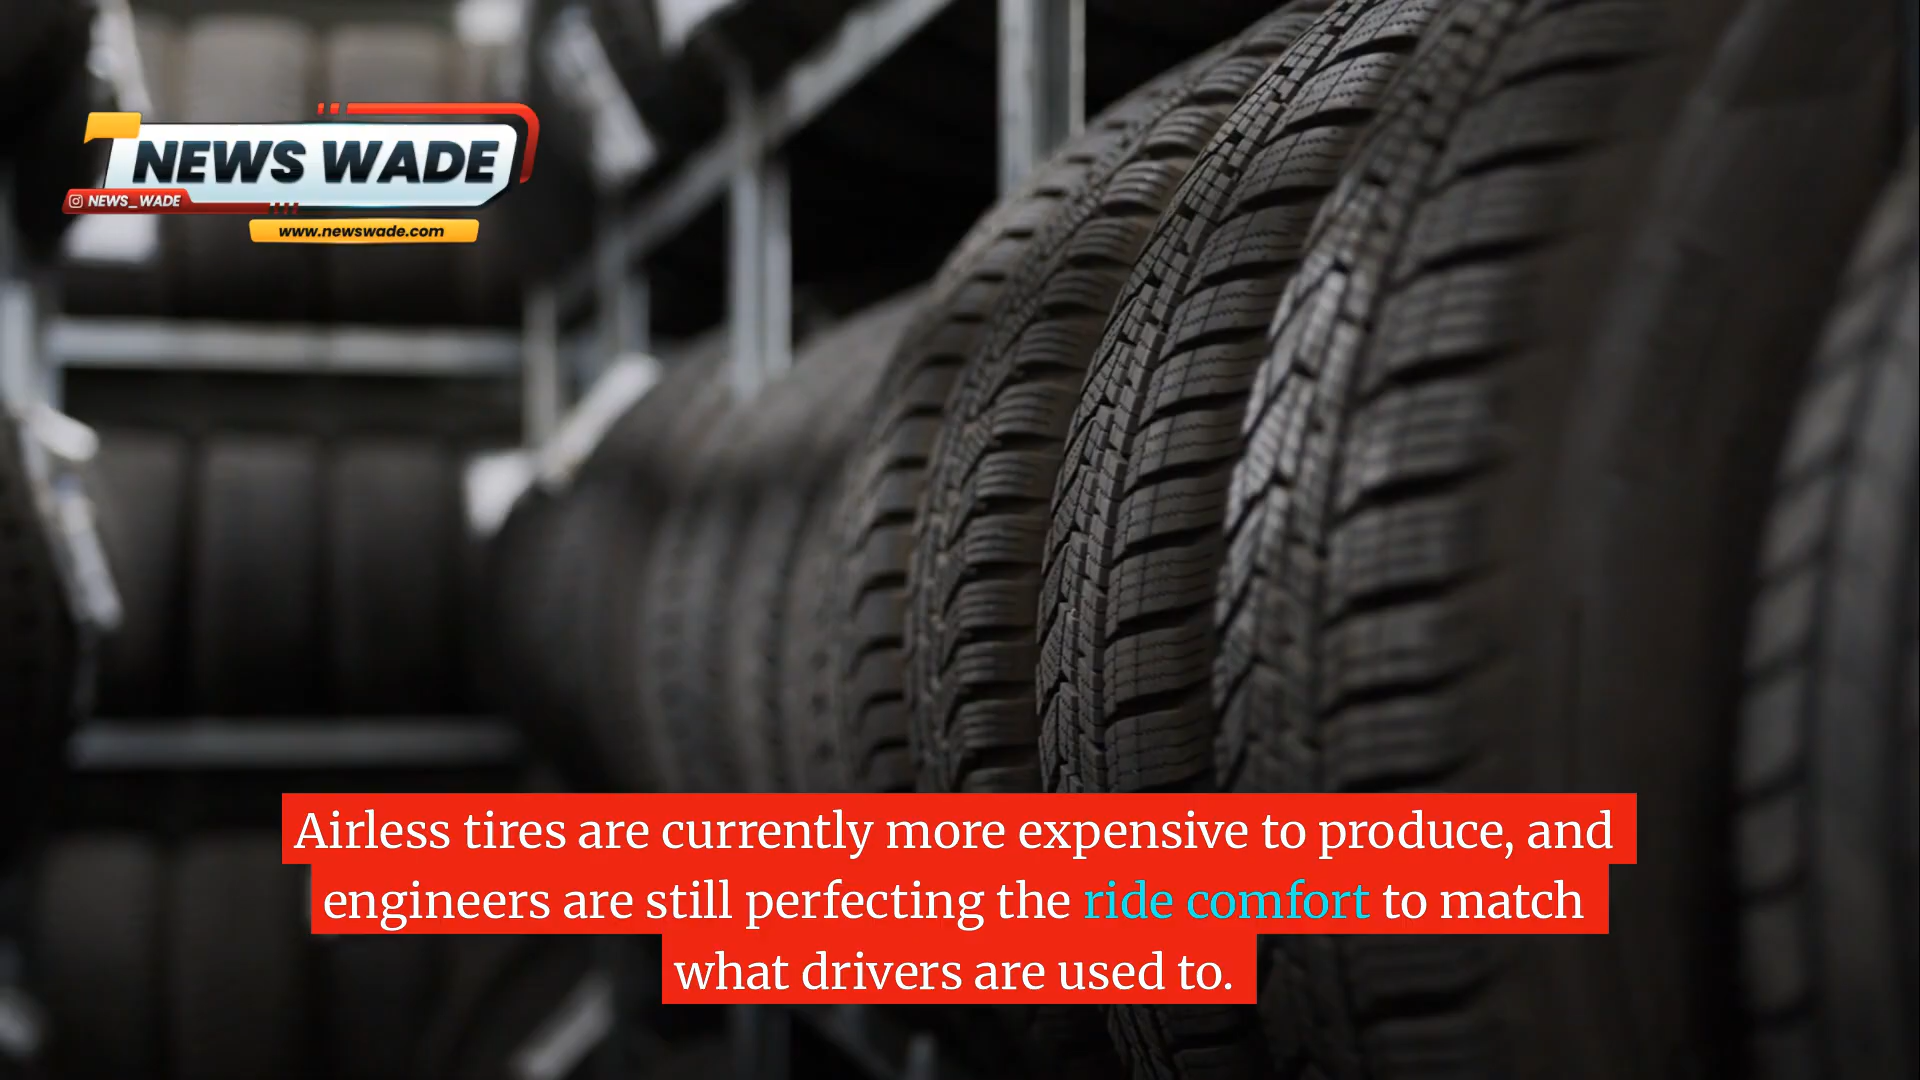 NEWS WADE
NEWS_WADE
www.newswade.com
Airless tires are currently more expensive to produce, and
engineers are still perfecting the ride comfort to match
what drivers are used to.